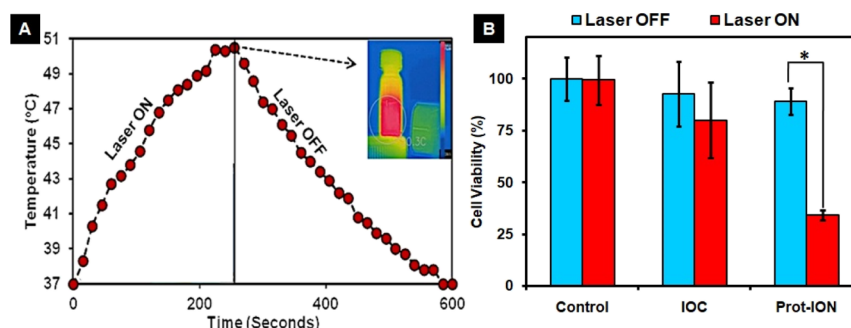 A
Temperature (°C)
51
49
47
45
43
41
39
37
Laser ON
Laser OFF
0
200
400
600
Time (Seconds)
B
Laser OFF
Laser ON
Cell Viability (%)
100
75
50
25
0
*
Control
IOC
Prot-ION